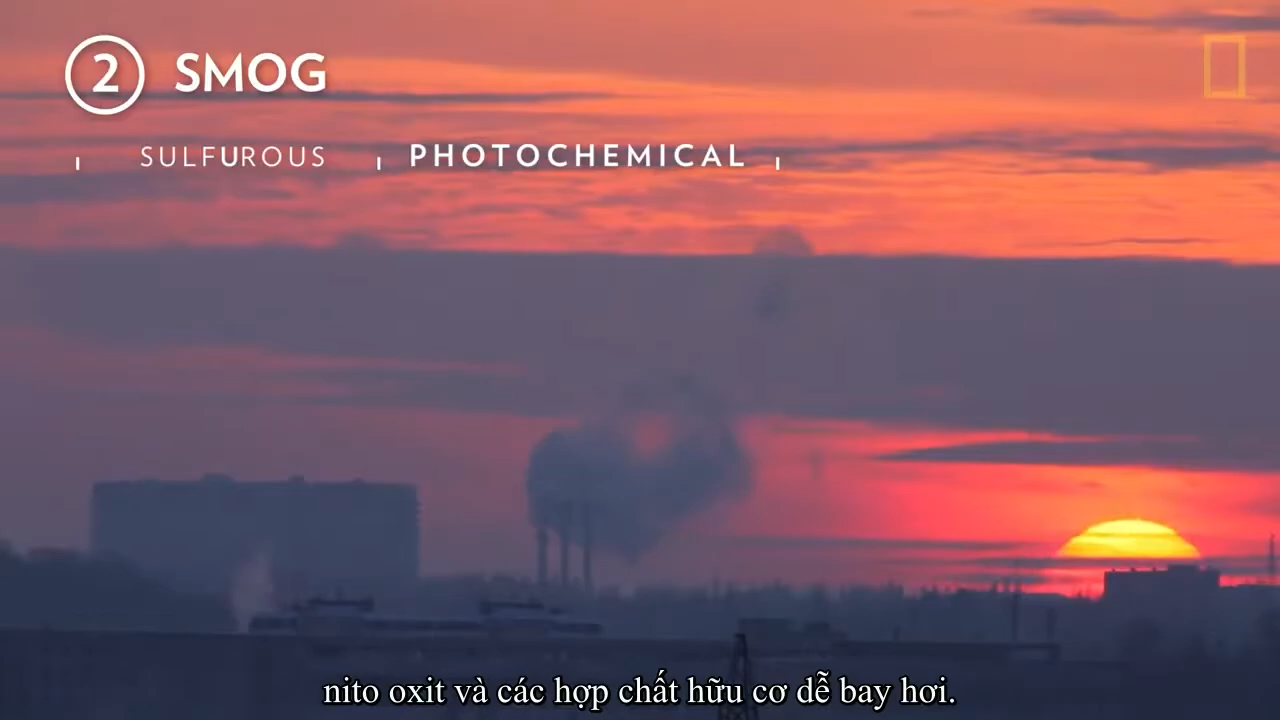 2 SMOG
SULFUROUS PHOTOCHEMICAL
nito oxit và các hợp chất hữu cơ dễ bay hơi.